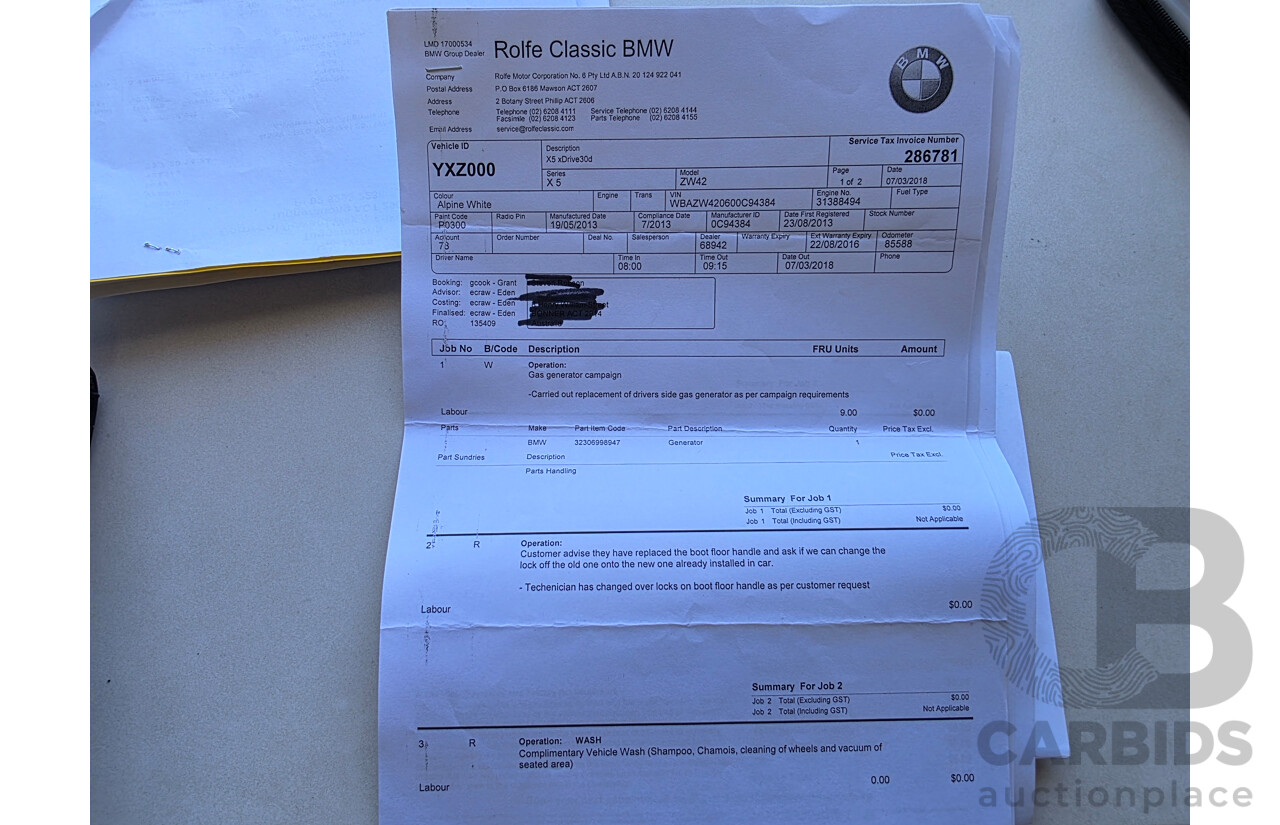 LMD 17000534
BMW Group Dealer
Rolfe Classic BMW
BMW
Company Rolfe Motor Corporation No. 6 Pty Ltd A.B.N. 20 124 922 041
Postal Address P.O Box 6186 Mawson ACT 2607
Address 2 Botany Street Phillip ACT 2606
Telephone Telephone (02) 6208 4111 Service Telephone (02) 6208 4144
Facsimile (02) 6208 4123 Parts Telephone (02) 6208 4155
Email Address service@rolfeclassic.com
Vehicle ID Description Service Tax Invoice Number
YXZ000 X5 xDrive30d 286781
Series Model Page Date
X 5 ZW42 1 of 2 07/03/2018
Colour Engine Trans VIN Engine No. Fuel Type
Alpine White WBAZW420600C94384 31388494
Paint Code Radio Pin Manufactured Date Compliance Date Manufacturer ID Date First Registered Stock Number
P0300 19/05/2013 7/2013 0C94384 23/08/2013
Account Order Number Deal No. Salesperson Dealer Warranty Expiry Ext Warranty Expiry Odometer
73 68942 22/08/2016 85588
Driver Name Time In Time Out Date Out Phone
08:00 09:15 07/03/2018
Booking: gcook - Grant
Advisor: ecraw - Eden
Costing: ecraw - Eden
Finalised: ecraw - Eden
RO: 135409
Job No B/Code Description FRU Units Amount
1 W Operation:
Gas generator campaign
-Carried out replacement of drivers side gas generator as per campaign requirements
Labour 9.00 $0.00
Parts Make Part Item Code Part Description Quantity Price Tax Excl.
BMW 32306998947 Generator 1
Part Sundries Description Price Tax Excl.
Parts Handling
Summary For Job 1
Job 1 Total (Excluding GST) $0.00
Job 1 Total (Including GST) Not Applicable
2 R Operation:
Customer advise they have replaced the boot floor handle and ask if we can change the
lock off the old one onto the new one already installed in car.
- Techenician has changed over locks on boot floor handle as per customer request
Labour $0.00
Summary For Job 2
Job 2 Total (Excluding GST) $0.00
Job 2 Total (Including GST) Not Applicable
3 R Operation: WASH
Complimentary Vehicle Wash (Shampoo, Chamois, cleaning of wheels and vacuum of
seated area)
0.00 $0.00
Labour
CARBIDS
auctionplace